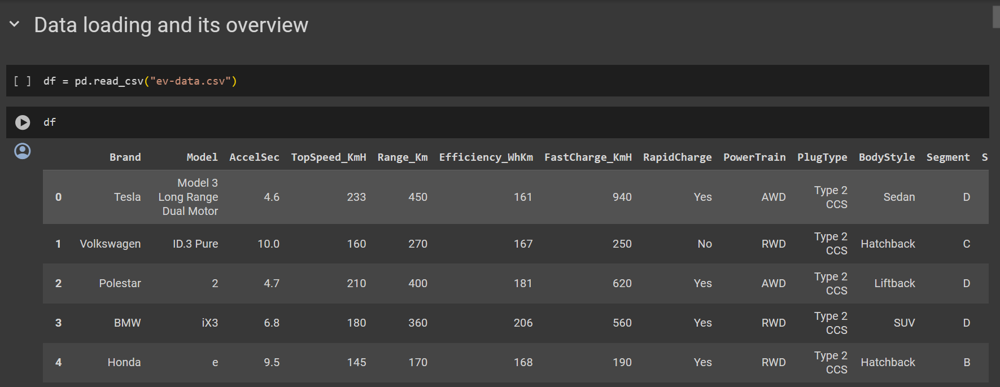 Data loading and its overview
[ ] df = pd.read_csv("ev-data.csv")
df
Brand Model AccelSec TopSpeed_KmH Range_Km Efficiency_WhKm FastCharge_KmH RapidCharge PowerTrain PlugType BodyStyle Segment S
0 Tesla Model 3 Long Range Dual Motor 4.6 233 450 161 940 Yes AWD Type 2 CCS Sedan D
1 Volkswagen ID.3 Pure 10.0 160 270 167 250 No RWD Type 2 CCS Hatchback C
2 Polestar 2 4.7 210 400 181 620 Yes AWD Type 2 CCS Liftback D
3 BMW iX3 6.8 180 360 206 560 Yes RWD Type 2 CCS SUV D
4 Honda e 9.5 145 170 168 190 Yes RWD Type 2 CCS Hatchback B